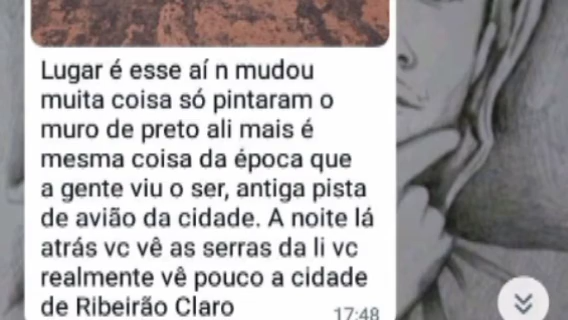 Lugar é esse aí n mudou
muita coisa só pintaram o
muro de preto ali mais é
mesma coisa da época que
a gente viu o ser, antiga pista
de avião da cidade. A noite lá
atrás vc vê as serras da li vc
realmente vê pouco a cidade
de Ribeirão Claro
17:48